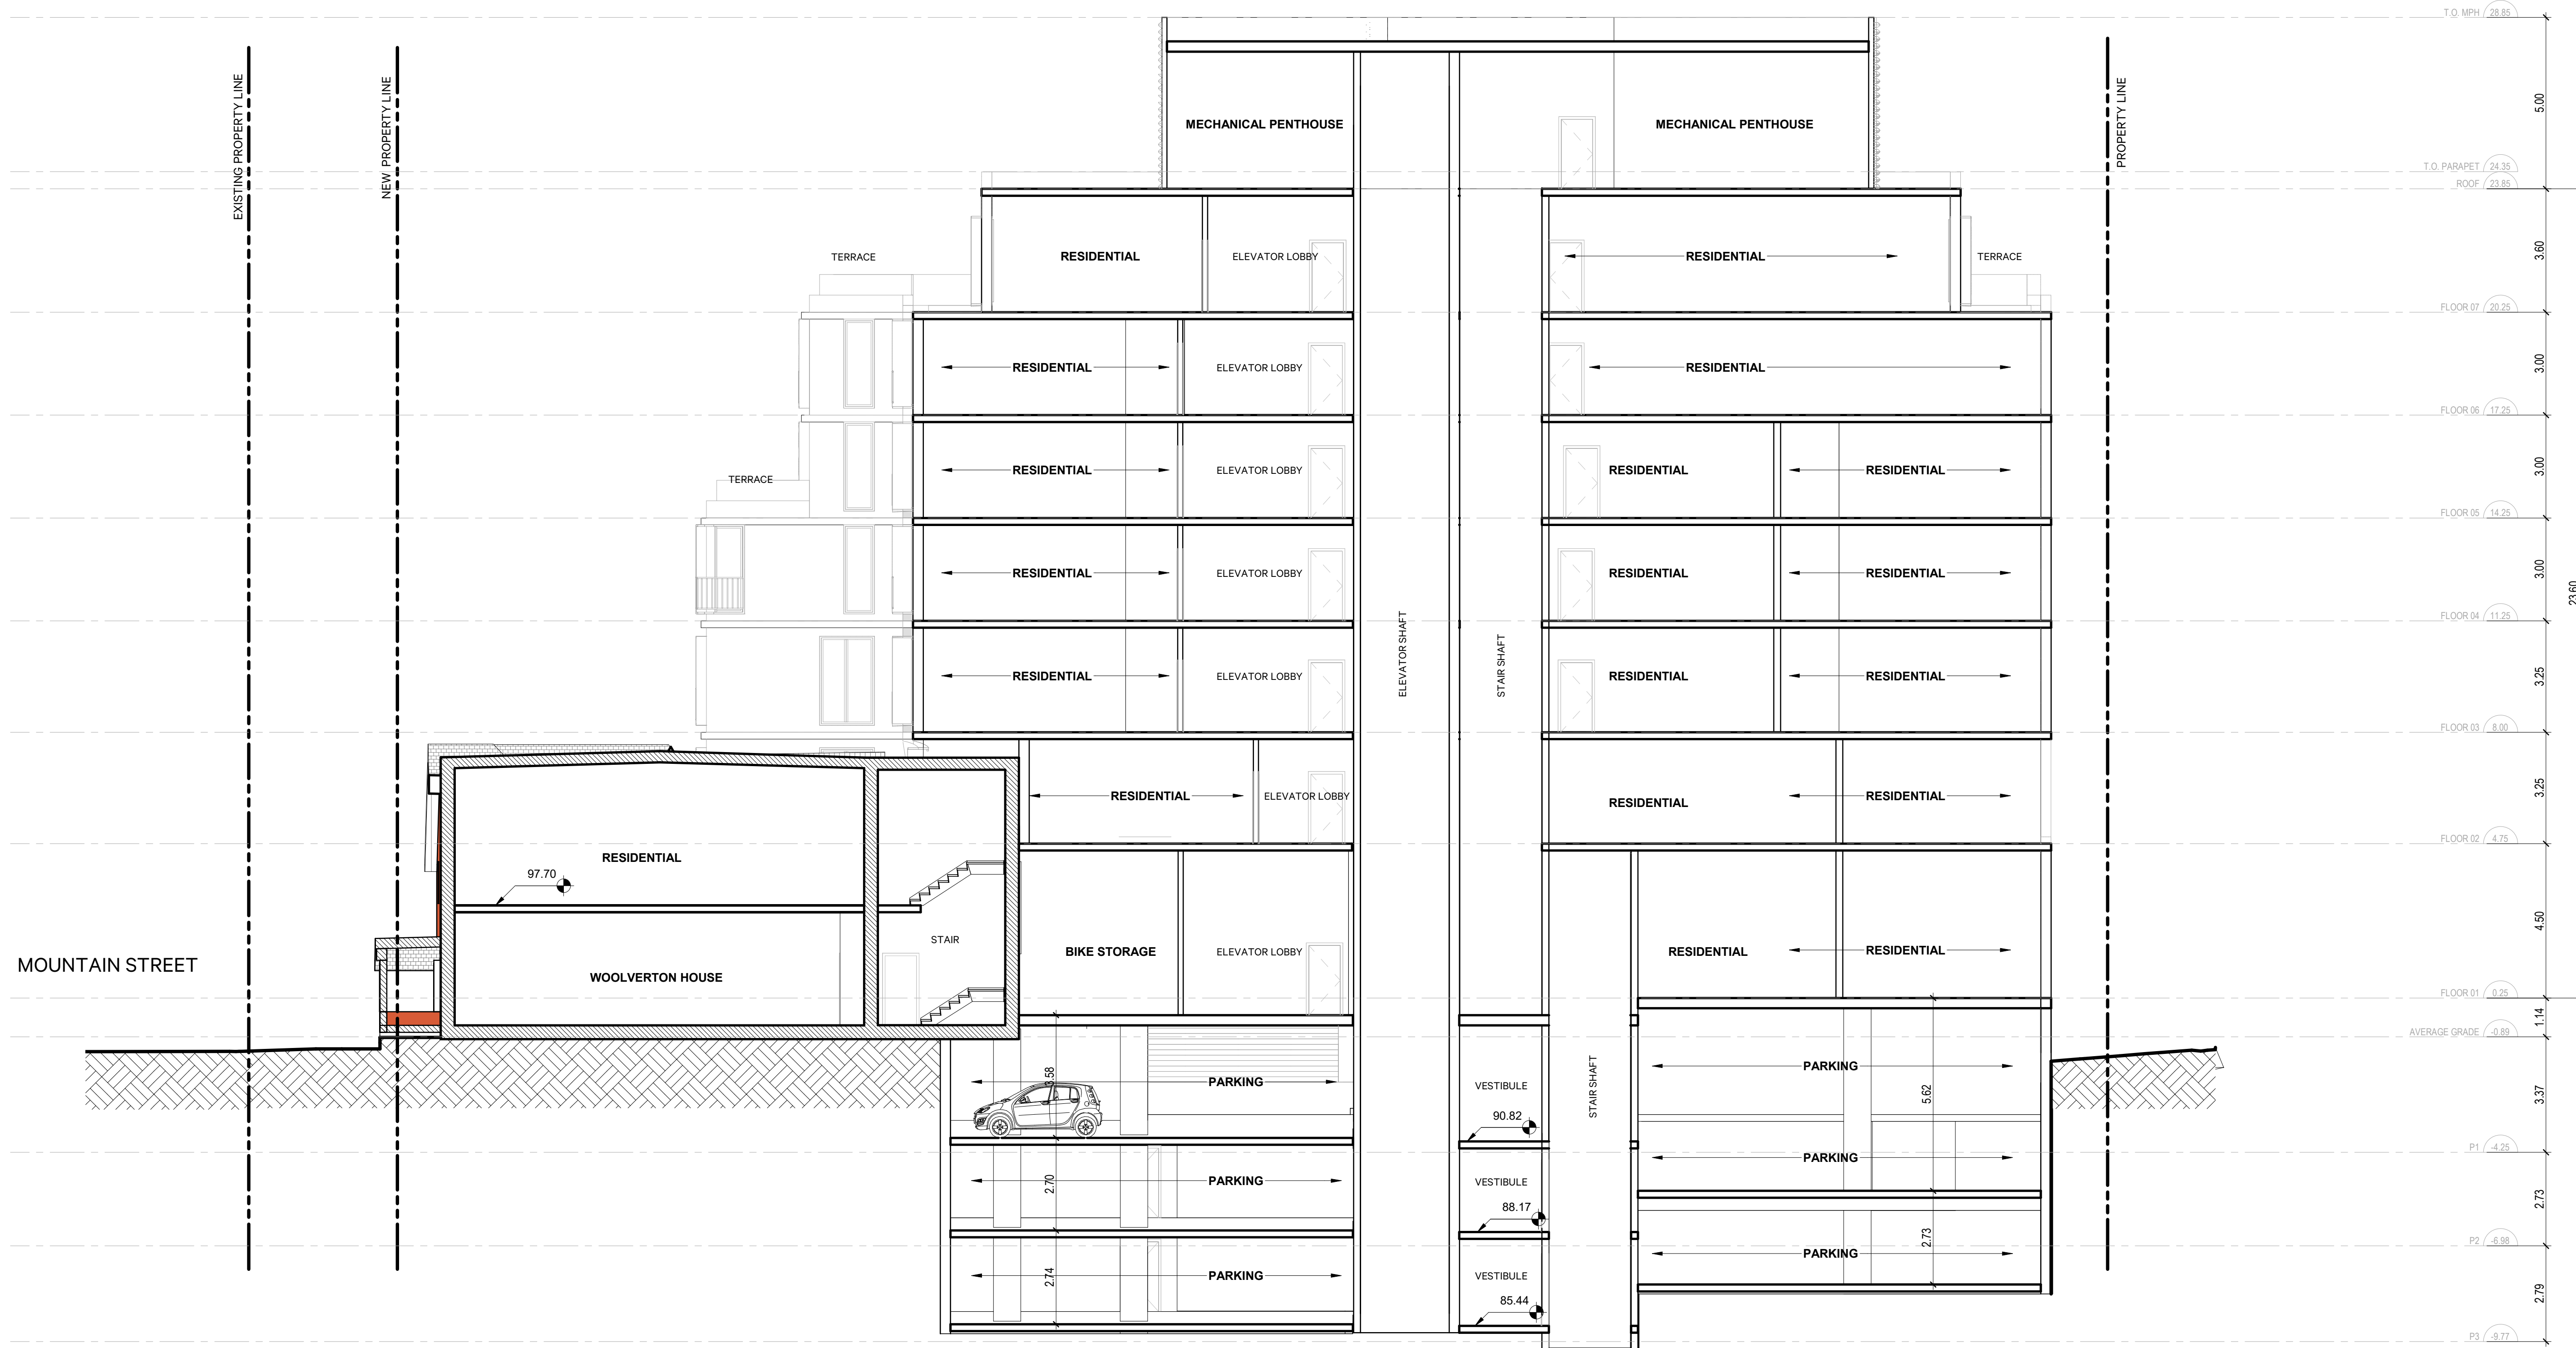 T.O. MPH 28.85
EXISTING PROPERTY LINE
NEW PROPERTY LINE
PROPERTY LINE
MECHANICAL PENTHOUSE
MECHANICAL PENTHOUSE
5.00
T.O. PARAPET 24.35
ROOF 23.85
TERRACE
RESIDENTIAL
ELEVATOR LOBBY
RESIDENTIAL
TERRACE
3.60
FLOOR 07 20.25
RESIDENTIAL
ELEVATOR LOBBY
RESIDENTIAL
3.00
FLOOR 06 17.25
TERRACE
RESIDENTIAL
ELEVATOR LOBBY
RESIDENTIAL
RESIDENTIAL
3.00
FLOOR 05 14.25
RESIDENTIAL
ELEVATOR LOBBY
RESIDENTIAL
RESIDENTIAL
3.00
23.60
FLOOR 04 11.25
ELEVATOR SHAFT
STAIR SHAFT
RESIDENTIAL
ELEVATOR LOBBY
RESIDENTIAL
RESIDENTIAL
3.25
FLOOR 03 8.00
RESIDENTIAL
ELEVATOR LOBBY
RESIDENTIAL
RESIDENTIAL
3.25
FLOOR 02 4.75
RESIDENTIAL
97.70
STAIR
BIKE STORAGE
ELEVATOR LOBBY
RESIDENTIAL
RESIDENTIAL
4.50
MOUNTAIN STREET
WOOLVERTON HOUSE
FLOOR 01 0.25
1.14
AVERAGE GRADE -0.89
3.58
PARKING
VESTIBULE
90.82
STAIR SHAFT
PARKING
5.62
3.37
P1 -4.25
PARKING
2.70
PARKING
VESTIBULE
88.17
2.73
P2 -6.98
2.74
PARKING
VESTIBULE
85.44
PARKING
2.73
2.79
P3 -9.77